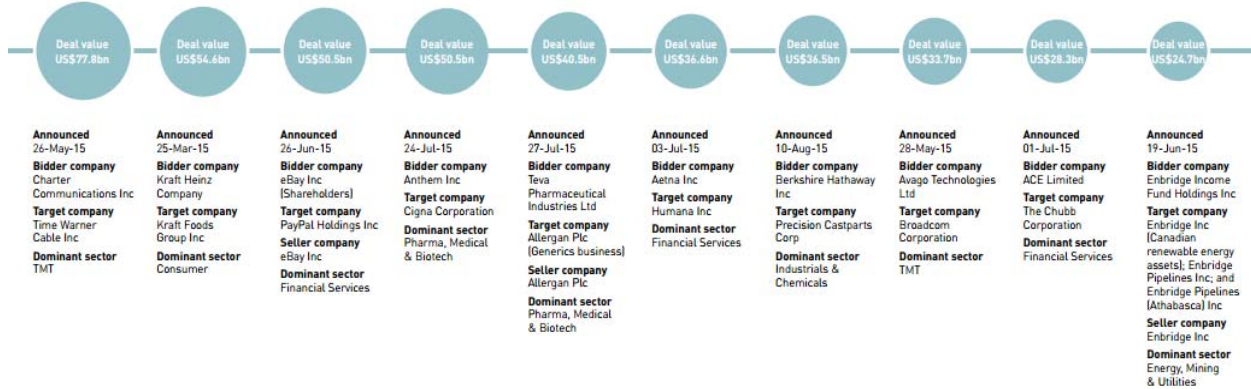 Deal value
US$77.8bn
Deal value
US$54.6bn
Deal value
US$50.5bn
Deal value
US$50.5bn
Deal value
US$40.5bn
Deal value
US$36.6bn
Deal value
US$36.5bn
Deal value
US$33.7bn
Deal value
US$28.3bn
Deal value
US$24.7bn
Announced
26-May-15
Bidder company
Charter
Communications Inc
Target company
Time Warner
Cable Inc
Dominant sector
TMT
Announced
25-Mar-15
Bidder company
Kraft Heinz
Company
Target company
Kraft Foods
Group Inc
Dominant sector
Consumer
Announced
26-Jun-15
Bidder company
eBay Inc
(Shareholders)
Target company
PayPal Holdings Inc
Seller company
eBay Inc
Dominant sector
Financial Services
Announced
24-Jul-15
Bidder company
Anthem Inc
Target company
Cigna Corporation
Dominant sector
Pharma, Medical
& Biotech
Announced
27-Jul-15
Bidder company
Teva
Pharmaceutical
Industries Ltd
Target company
Allergan Plc
(Generics business)
Seller company
Allergan Plc
Dominant sector
Pharma, Medical
& Biotech
Announced
03-Jul-15
Bidder company
Aetna Inc
Target company
Humana Inc
Dominant sector
Financial Services
Announced
10-Aug-15
Bidder company
Berkshire Hathaway
Inc
Target company
Precision Castparts
Corp
Dominant sector
Industrials &
Chemicals
Announced
28-May-15
Bidder company
Avago Technologies
Ltd
Target company
Broadcom
Corporation
Dominant sector
TMT
Announced
01-Jul-15
Bidder company
ACE Limited
Target company
The Chubb
Corporation
Dominant sector
Financial Services
Announced
19-Jun-15
Bidder company
Enbridge Income
Fund Holdings Inc
Target company
Enbridge Inc
(Canadian
renewable energy
assets); Enbridge
Pipelines Inc; and
Enbridge Pipelines
(Athabasca) Inc
Seller company
Enbridge Inc
Dominant sector
Energy, Mining
& Utilities